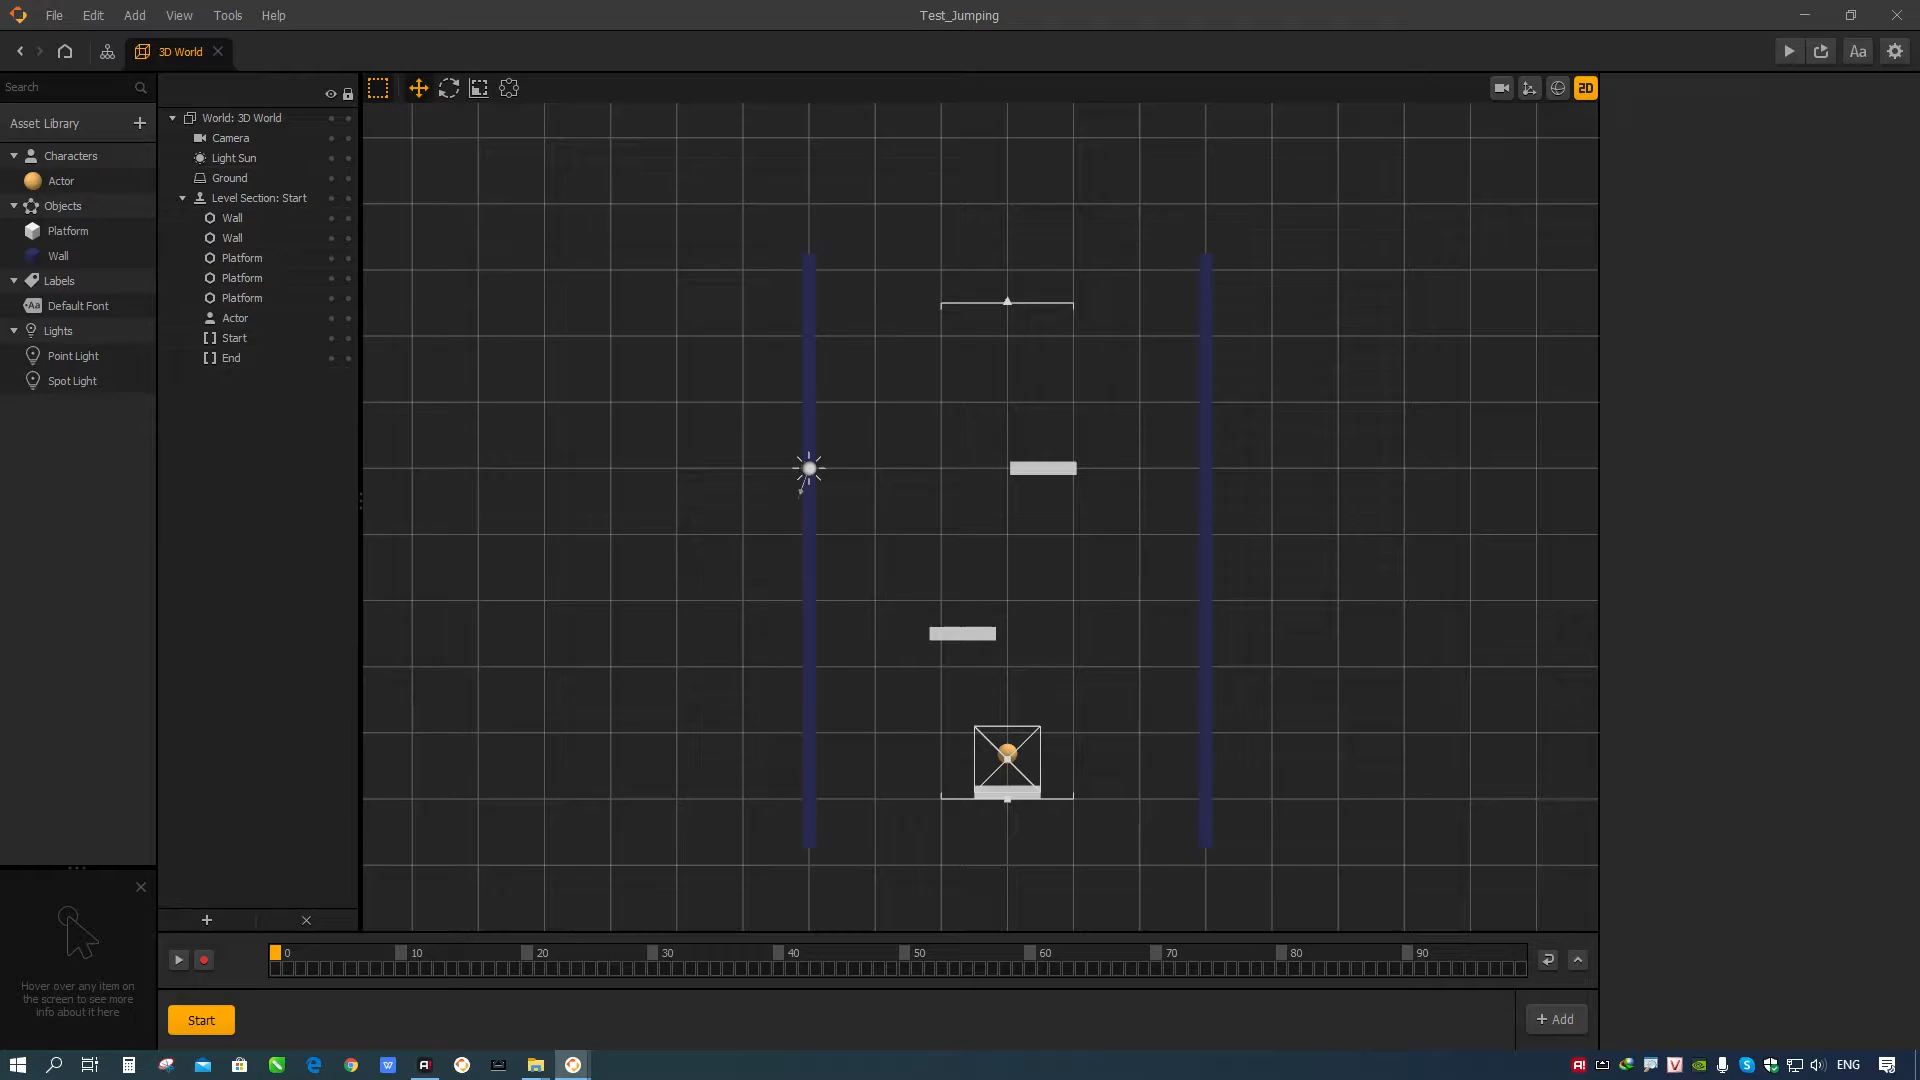 File Edit Add View Tools Help
Test_Jumping
3D World
Aa
Search
2D
Asset Library
World: 3D World
Camera
Characters
Light Sun
Actor
Ground
Objects
Level Section: Start
Platform
Wall
Wall
Wall
Labels
Platform
Aa Default Font
Platform
Lights
Platform
Point Light
Actor
Spot Light
Start
End
0 10 20 30 40 50 60 70 80 90
Hover over any item on
the screen to see more
info about it here
Start
+ Add
ENG